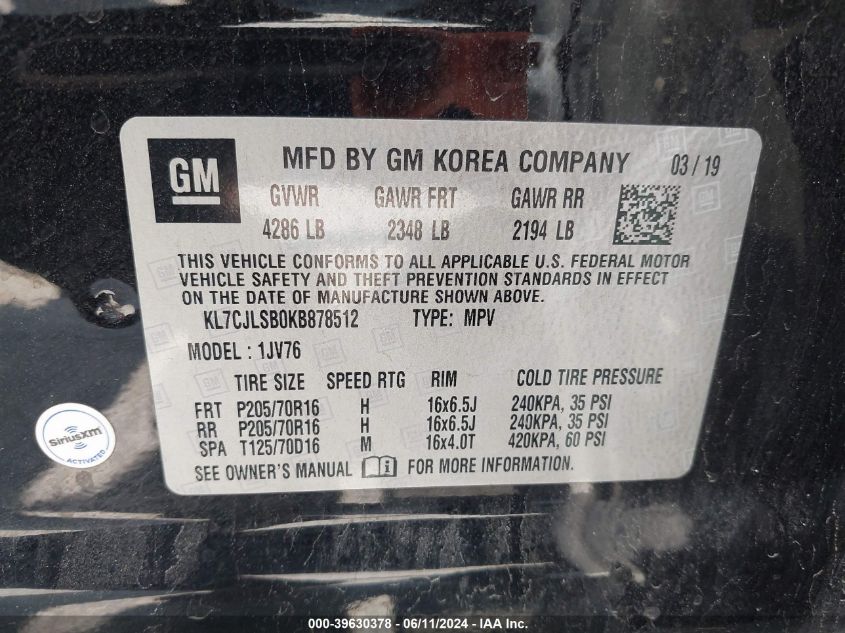 GM
MFD BY GM KOREA COMPANY 03/19
GVWR GAWR FRT GAWR RR
4286 LB 2348 LB 2194 LB
THIS VEHICLE CONFORMS TO ALL APPLICABLE U.S. FEDERAL MOTOR
VEHICLE SAFETY AND THEFT PREVENTION STANDARDS IN EFFECT
ON THE DATE OF MANUFACTURE SHOWN ABOVE.
KL7CJLSB0KB878512 TYPE: MPV
MODEL : 1JV76
TIRE SIZE SPEED RTG RIM COLD TIRE PRESSURE
FRT P205/70R16 H 16x6.5J 240KPA, 35 PSI
RR P205/70R16 H 16x6.5J 240KPA, 35 PSI
SPA T125/70D16 M 16x4.0T 420KPA, 60 PSI
SEE OWNER'S MANUAL i FOR MORE INFORMATION.
SiriusXM
ACTIVATED
000-39630378 - 06/11/2024 - IAA Inc.